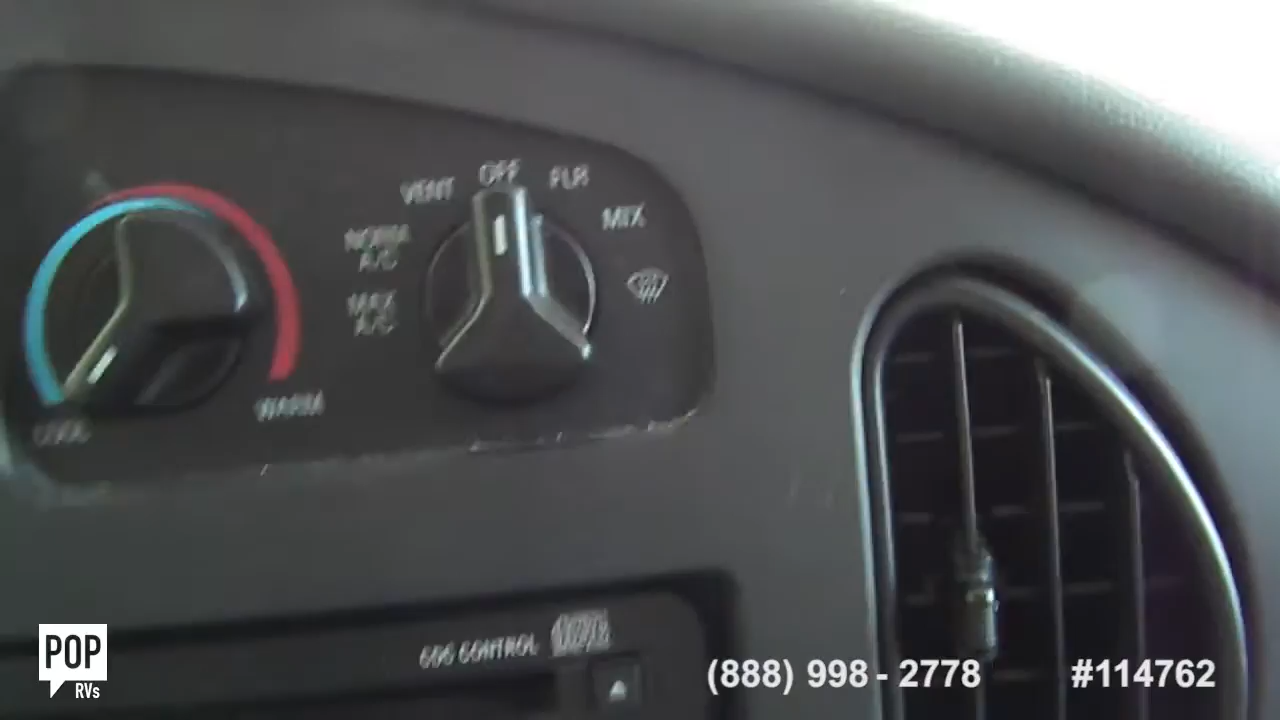 VENT OFF FLR
MIX
NORM
A/C
MAX
A/C
COOL
WARM
CONTROL
POP
RVs
(888) 998 - 2778
#114762